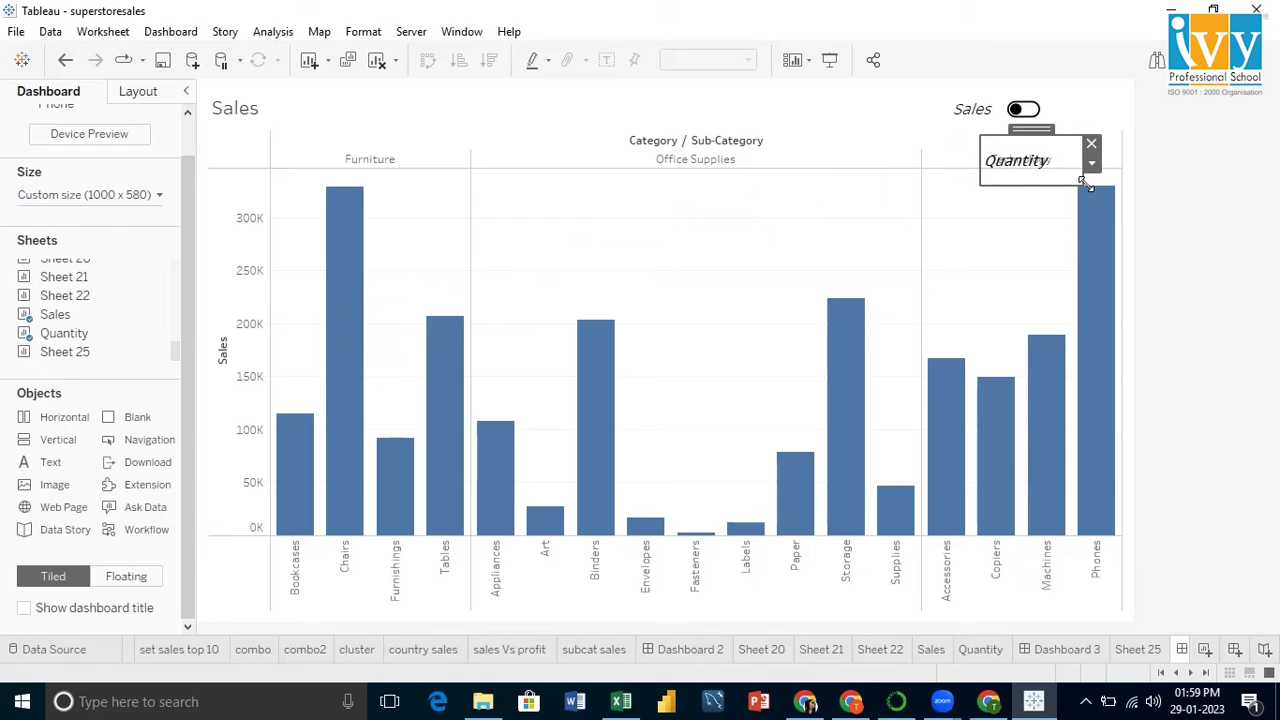 Tableau - superstoresales
File Data Worksheet Dashboard Story Analysis Map Format Server Window Help
ivy
Professional School
ISO 9001 : 2000 Organisation
Dashboard Layout
Phone
Device Preview
Size
Custom size (1000 x 580)
Sheets
Sheet 20
Sheet 21
Sheet 22
Sales
Quantity
Sheet 25
Objects
Horizontal Blank
Vertical Navigation
Text Download
Image Extension
Web Page Ask Data
Data Story Workflow
Tiled Floating
Show dashboard title
Sales
Sales
Quantity
Category / Sub-Category
Furniture Office Supplies
Sales
300K
250K
200K
150K
100K
50K
0K
Bookcases Chairs Furnishings Tables Appliances Art Binders Envelopes Fasteners Labels Paper Storage Supplies Accessories Copiers Machines Phones
Data Source set sales top 10 combo combo2 cluster country sales sales Vs profit subcat sales Dashboard 2 Sheet 20 Sheet 21 Sheet 22 Sales Quantity Dashboard 3 Sheet 25
Type here to search
01:59 PM
29-01-2023